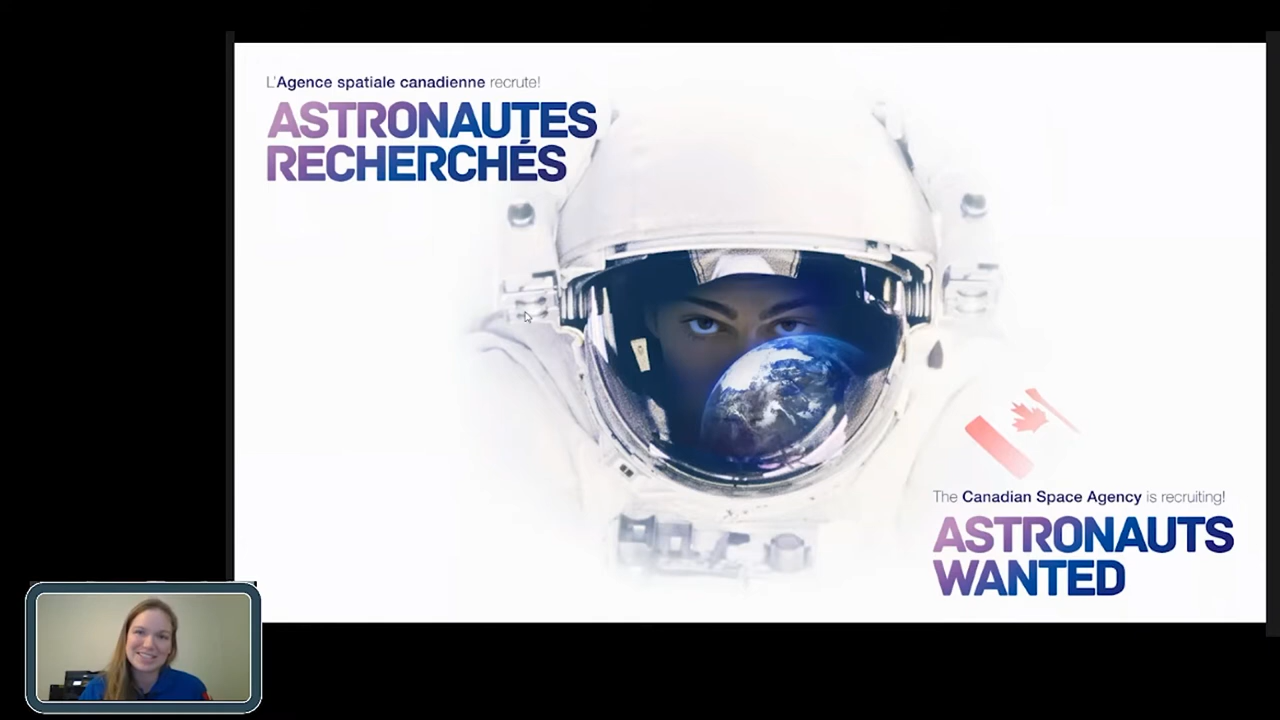 L'Agence spatiale canadienne recrute!
ASTRONAUTES
RECHERCHÉS
The Canadian Space Agency is recruiting!
ASTRONAUTS
WANTED